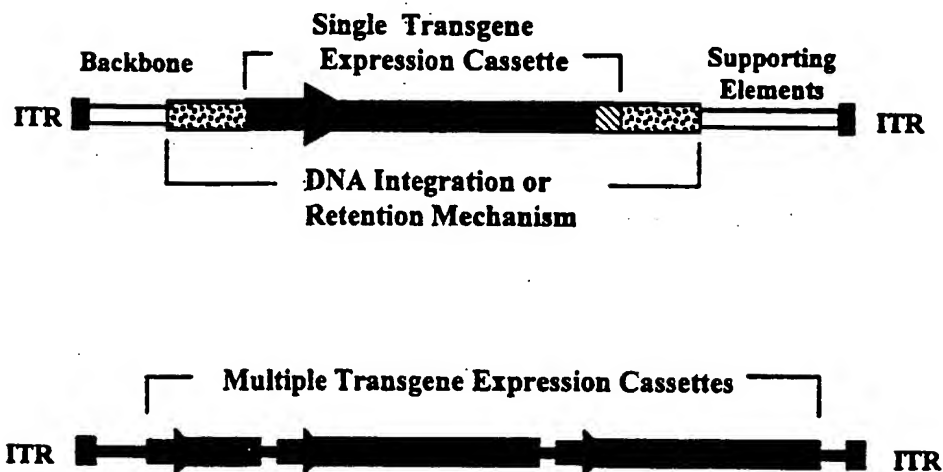 Single Transgene
Expression Cassette
Backbone
Supporting
Elements
ITR
ITR
DNA Integration or
Retention Mechanism
Multiple Transgene Expression Cassettes
ITR
ITR